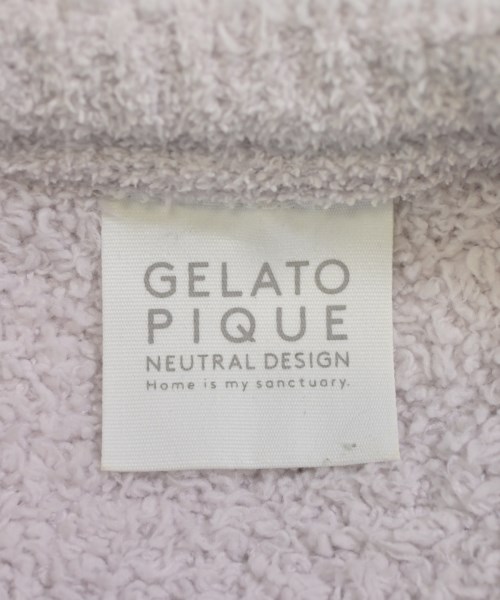 GELATO
PIQUE
NEUTRAL DESIGN
Home is my sanctuary.